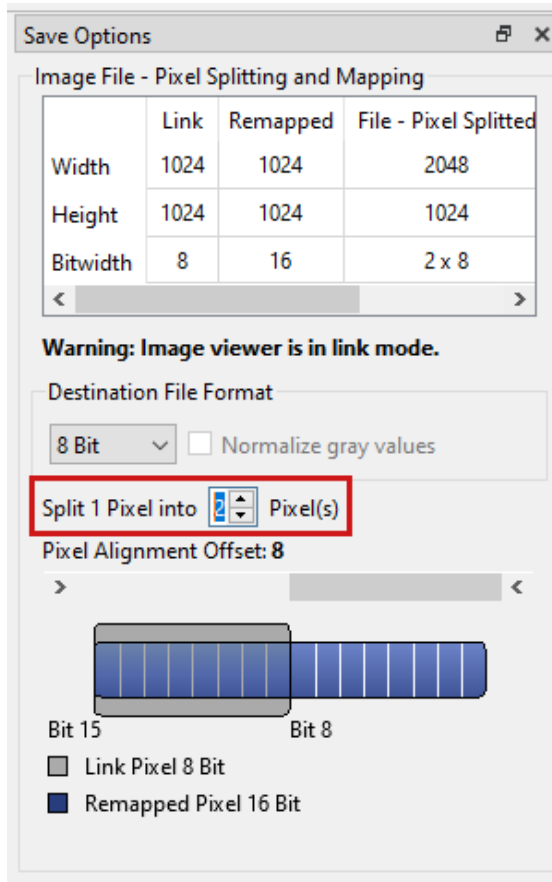 Save Options
Image File - Pixel Splitting and Mapping
Link Remapped File - Pixel Splitted
Width 1024 1024 2048
Height 1024 1024 1024
Bitwidth 8 16 2 x 8
Warning: Image viewer is in link mode.
Destination File Format
8 Bit Normalize gray values
Split 1 Pixel into 2 Pixel(s)
Pixel Alignment Offset: 8
Bit 15 Bit 8
Link Pixel 8 Bit
Remapped Pixel 16 Bit